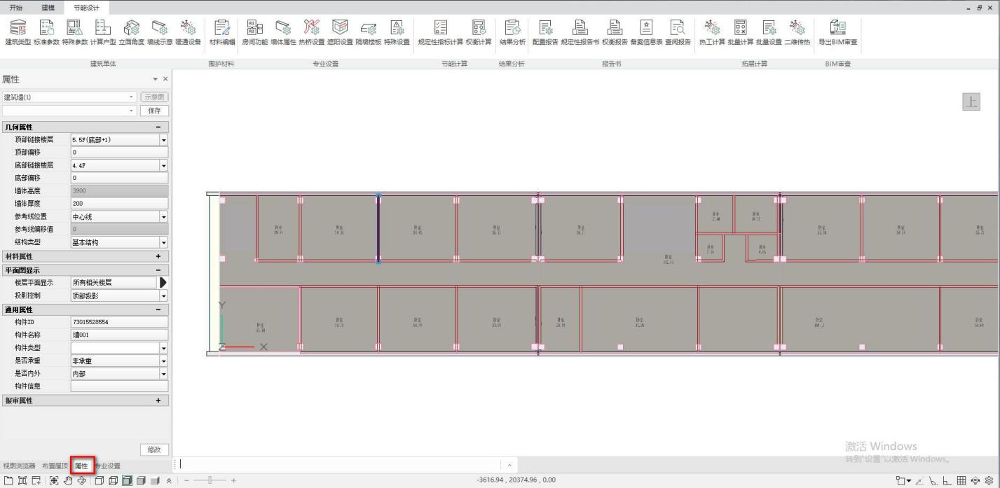 开始 建模 节能设计
建筑类型 标准参数 特殊参数 计算户型 立面角度 墙线示意 暖通设备 材料编辑 房间功能 墙体属性 热桥设置 遮阳设置 隔墙楼板 特殊设置 规定性指标计算 权衡计算 结果分析 配置报告 规定性报告书 权衡报告 备案信息表 查阅报告 热工计算 批量计算 批量设置 二维传热 导出BIM审查
建筑单体 围护材料 专业设置 节能计算 结果分析 报告书 拓展计算 BIM审查
属性
建筑墙(1) 示意图
保存
几何属性
顶部链接楼层 5.5F(底部+1)
顶部偏移 0
底部链接楼层 4.4F
底部偏移 0
墙体高度 3900
墙体厚度 200
参考线位置 中心线
参考线偏移值 0
结构类型 基本结构
材料属性
平面图显示
楼层平面显示 所有相关楼层
投影控制 顶部投影
通用属性
构件ID 73015528554
构件名称 墙001
构件类型
是否承重 非承重
是否内外 内部
构件信息
报审属性
修改
视图浏览器 布置屋顶 属性 专业设置
上
Y
Z X
激活 Windows
转到"设置"以激活 Windows。
-3616.94 , 20374.96 , 0.00